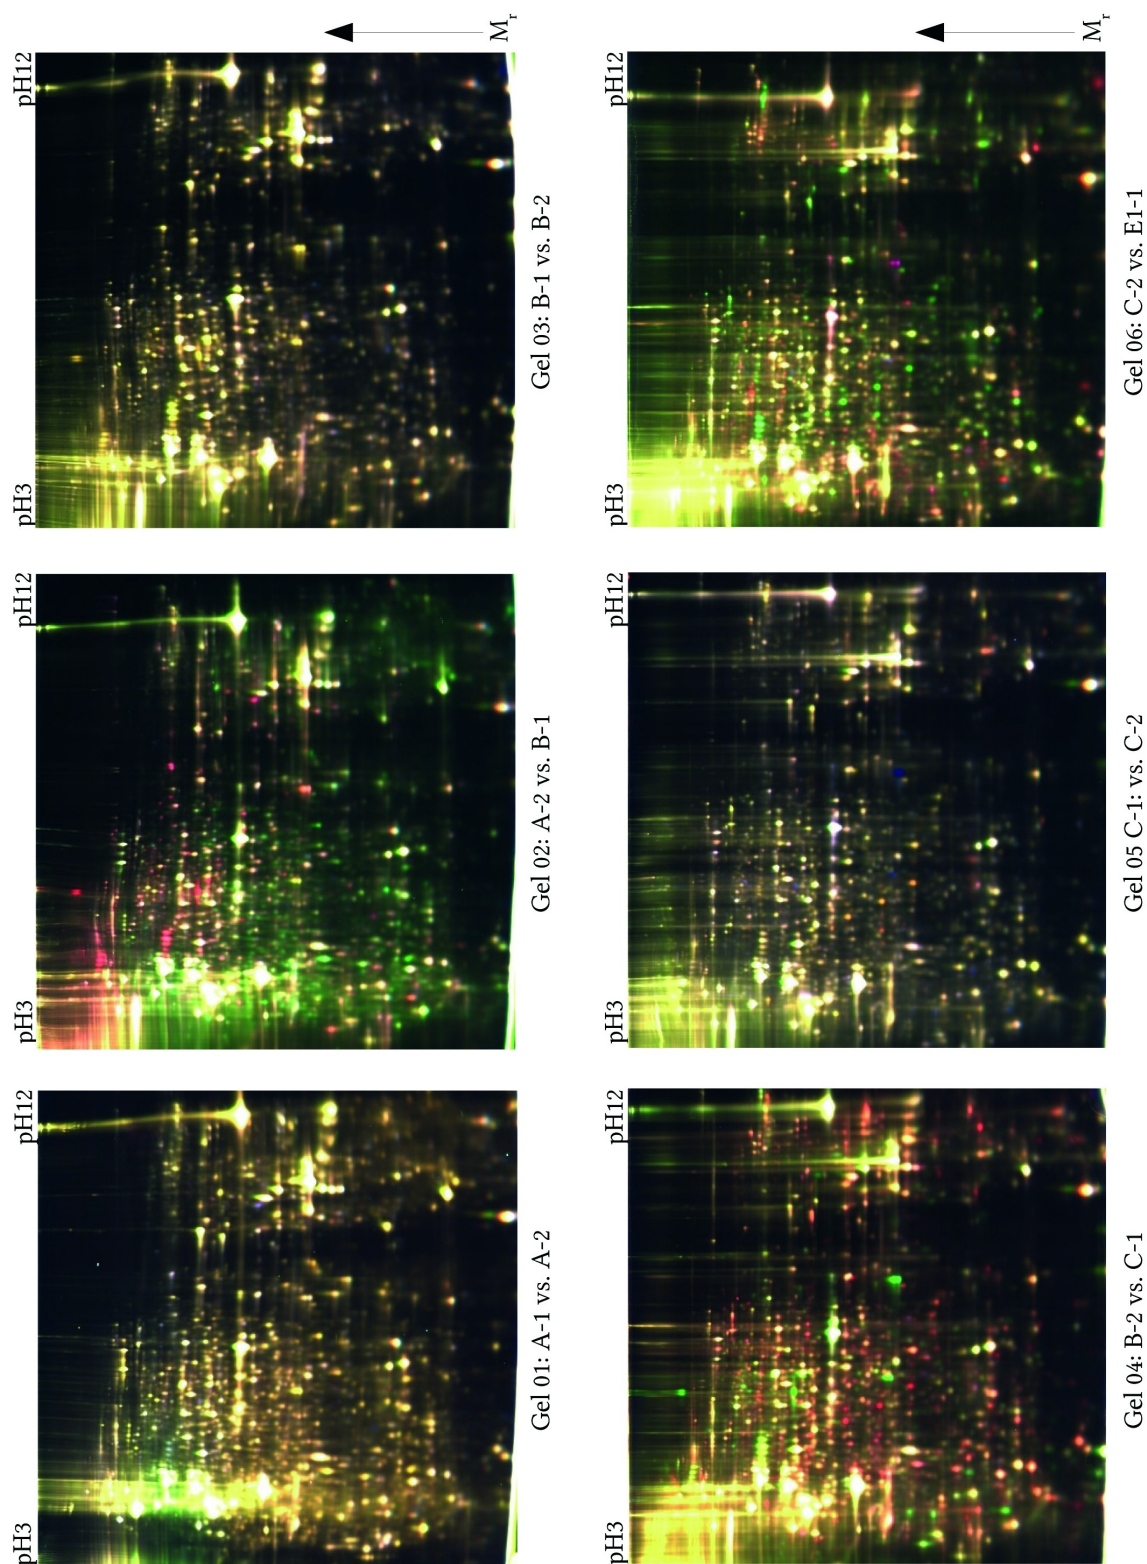 pH3 pH12 pH3 pH12 pH3 pH12
Mr
Gel 01: A-1 vs. A-2 Gel 02: A-2 vs. B-1 Gel 03: B-1 vs. B-2
pH3 pH12 pH3 pH12 pH3 pH12
Mr
Gel 04: B-2 vs. C-1 Gel 05 C-1: vs. C-2 Gel 06: C-2 vs. E1-1